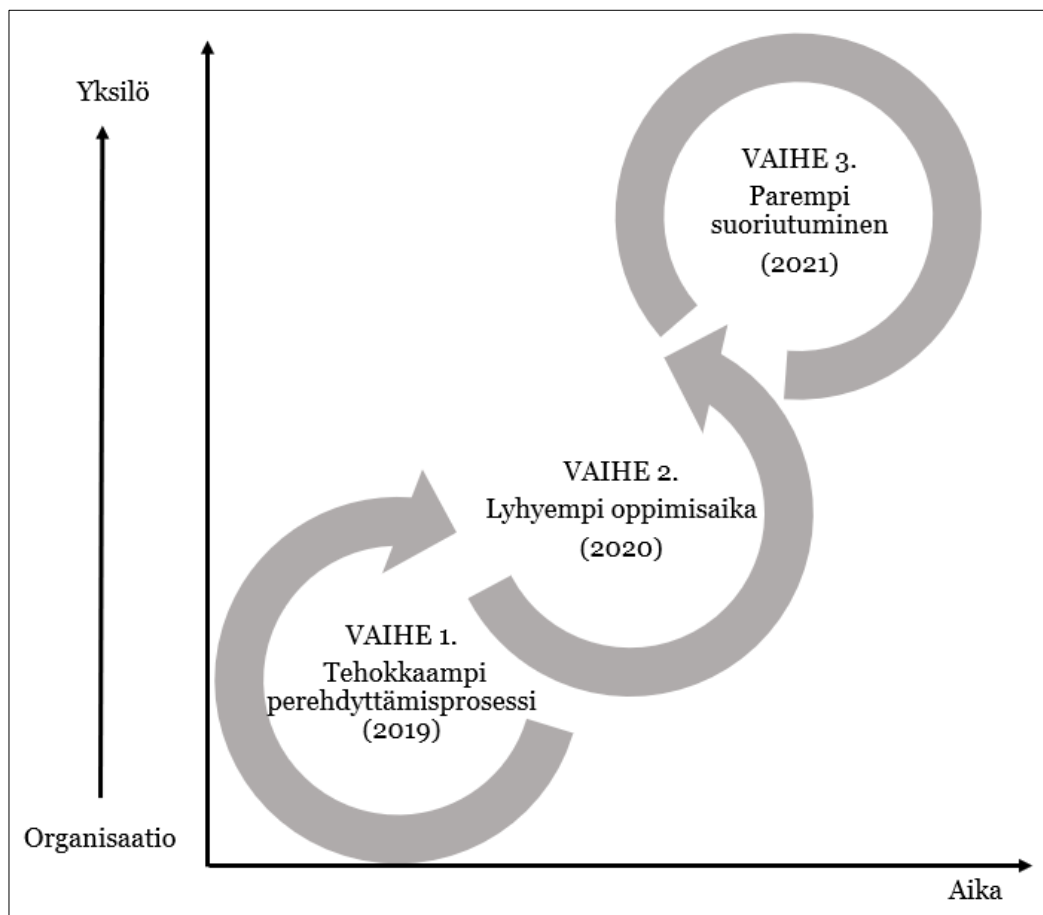 Yksilö
VAIHE 3.
Parempi
suoriutuminen
(2021)
VAIHE 2.
Lyhyempi oppimisaika
(2020)
VAIHE 1.
Tehokkaampi
perehdyttämisprosessi
(2019)
Organisaatio
Aika